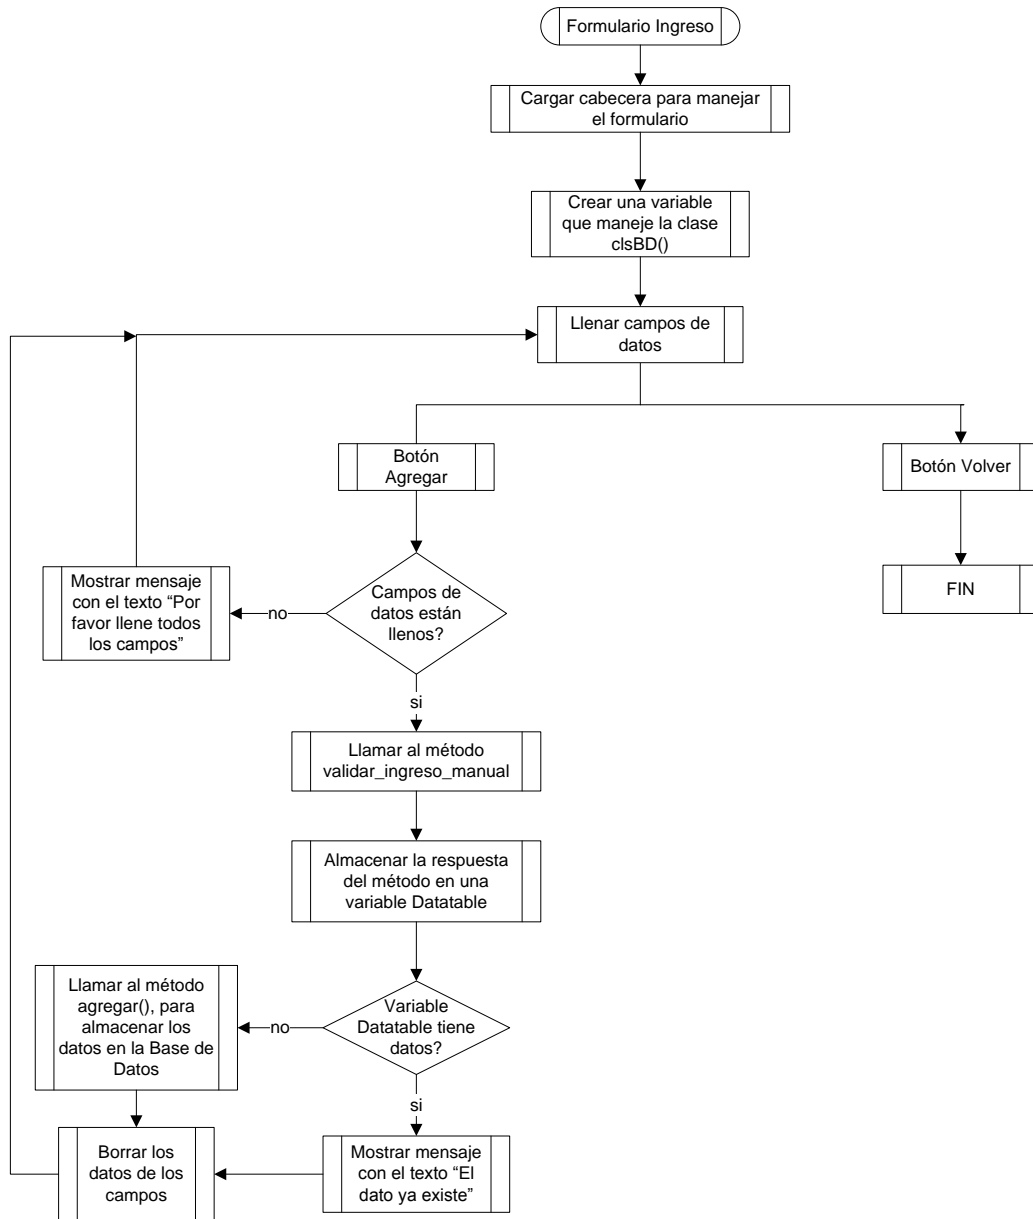 Formulario Ingreso
Cargar cabecera para manejar
el formulario
Crear una variable
que maneje la clase
clsBD()
Llenar campos de
datos
Botón
Agregar
Botón Volver
Mostrar mensaje
con el texto “Por
favor llene todos
los campos”
no
Campos de
datos están
llenos?
FIN
si
Llamar al método
validar_ingreso_manual
Almacenar la respuesta
del método en una
variable Datatable
Llamar al método
agregar(), para
almacenar los
datos en la Base de
Datos
no
Variable
Datatable tiene
datos?
si
Borrar los
datos de los
campos
Mostrar mensaje
con el texto “El
dato ya existe”